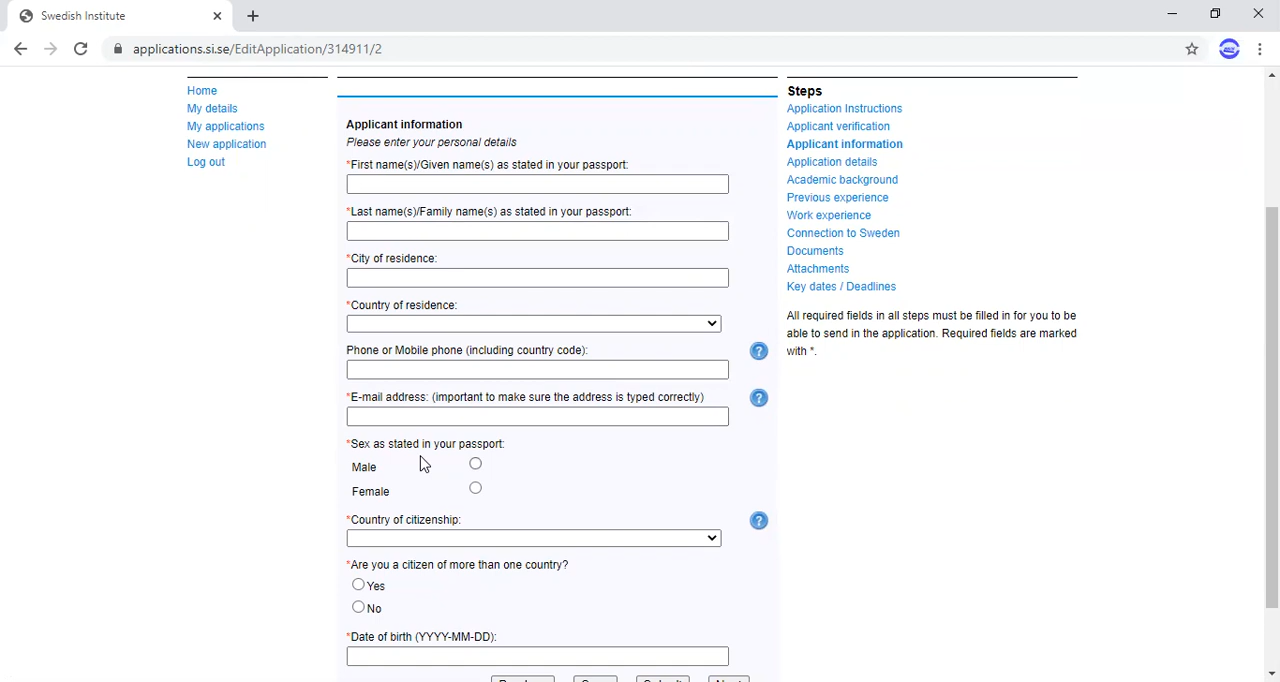 Swedish Institute
applications.si.se/EditApplication/314911/2
Home
My details
My applications
New application
Log out
Applicant information
Please enter your personal details
*First name(s)/Given name(s) as stated in your passport:
*Last name(s)/Family name(s) as stated in your passport:
*City of residence:
*Country of residence:
Phone or Mobile phone (including country code):
*E-mail address: (important to make sure the address is typed correctly)
*Sex as stated in your passport:
Male
Female
*Country of citizenship:
*Are you a citizen of more than one country?
Yes
No
*Date of birth (YYYY-MM-DD):
Steps
Application Instructions
Applicant verification
Applicant information
Application details
Academic background
Previous experience
Work experience
Connection to Sweden
Documents
Attachments
Key dates / Deadlines
All required fields in all steps must be filled in for you to be
able to send in the application. Required fields are marked
with *.